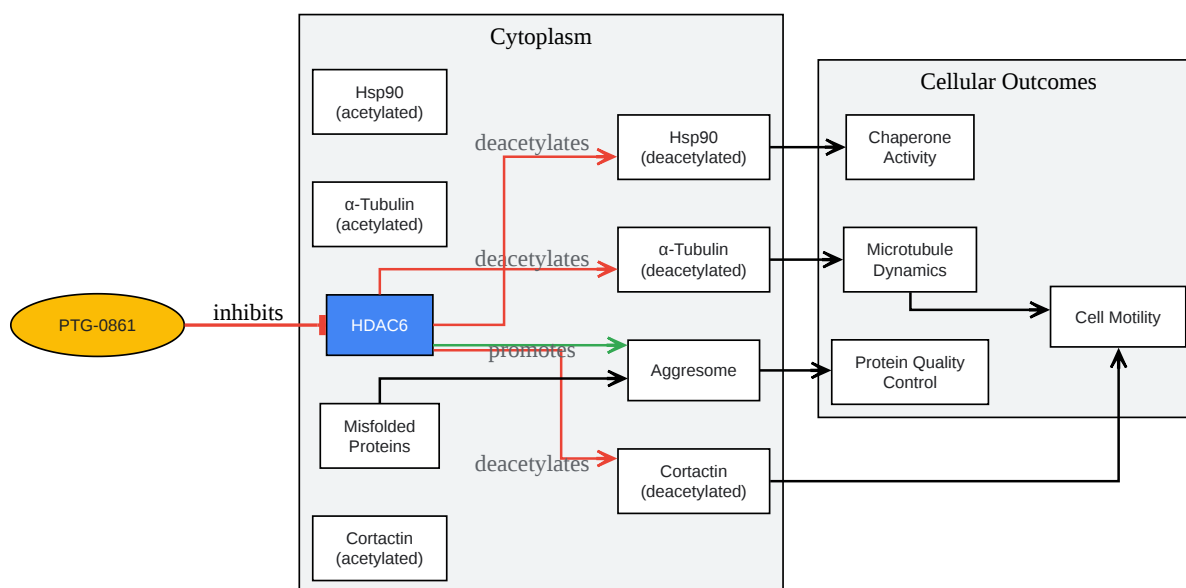 Cytoplasm
Cellular Outcomes
Hsp90
(acetylated)
deacetylates
Hsp90
(deacetylated)
Chaperone
Activity
α-Tubulin
(acetylated)
deacetylates
α-Tubulin
(deacetylated)
Microtubule
Dynamics
PTG-0861
inhibits
HDAC6
Cell Motility
promotes
Aggresome
Protein Quality
Control
Misfolded
Proteins
deacetylates
Cortactin
(deacetylated)
Cortactin
(acetylated)